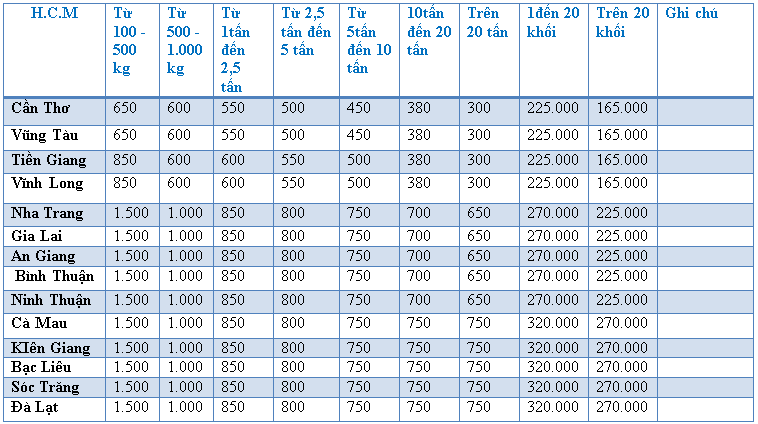 H.C.M Từ 100 - 500 kg Từ 500 - 1.000 kg Từ 1tấn đến 2,5 tấn Từ 2,5 tấn đến 5 tấn Từ 5tấn đến 10 tấn 10tấn đến 20 tấn Trên 20 tấn 1đến 20 khối Trên 20 khối Ghi chú
Cần Thơ 650 600 550 500 450 380 300 225.000 165.000
Vũng Tàu 650 600 550 500 450 380 300 225.000 165.000
Tiền Giang 850 600 600 550 500 380 300 225.000 165.000
Vĩnh Long 850 600 600 550 500 380 300 225.000 165.000
Nha Trang 1.500 1.000 850 800 750 700 650 270.000 225.000
Gia Lai 1.500 1.000 850 800 750 700 650 270.000 225.000
An Giang 1.500 1.000 850 800 750 700 650 270.000 225.000
Bình Thuận 1.500 1.000 850 800 750 700 650 270.000 225.000
Ninh Thuận 1.500 1.000 850 800 750 700 650 270.000 225.000
Cà Mau 1.500 1.000 850 800 750 750 750 320.000 270.000
KIên Giang 1.500 1.000 850 800 750 750 750 320.000 270.000
Bạc Liêu 1.500 1.000 850 800 750 750 750 320.000 270.000
Sóc Trăng 1.500 1.000 850 800 750 750 750 320.000 270.000
Đà Lạt 1.500 1.000 850 800 750 750 750 320.000 270.000